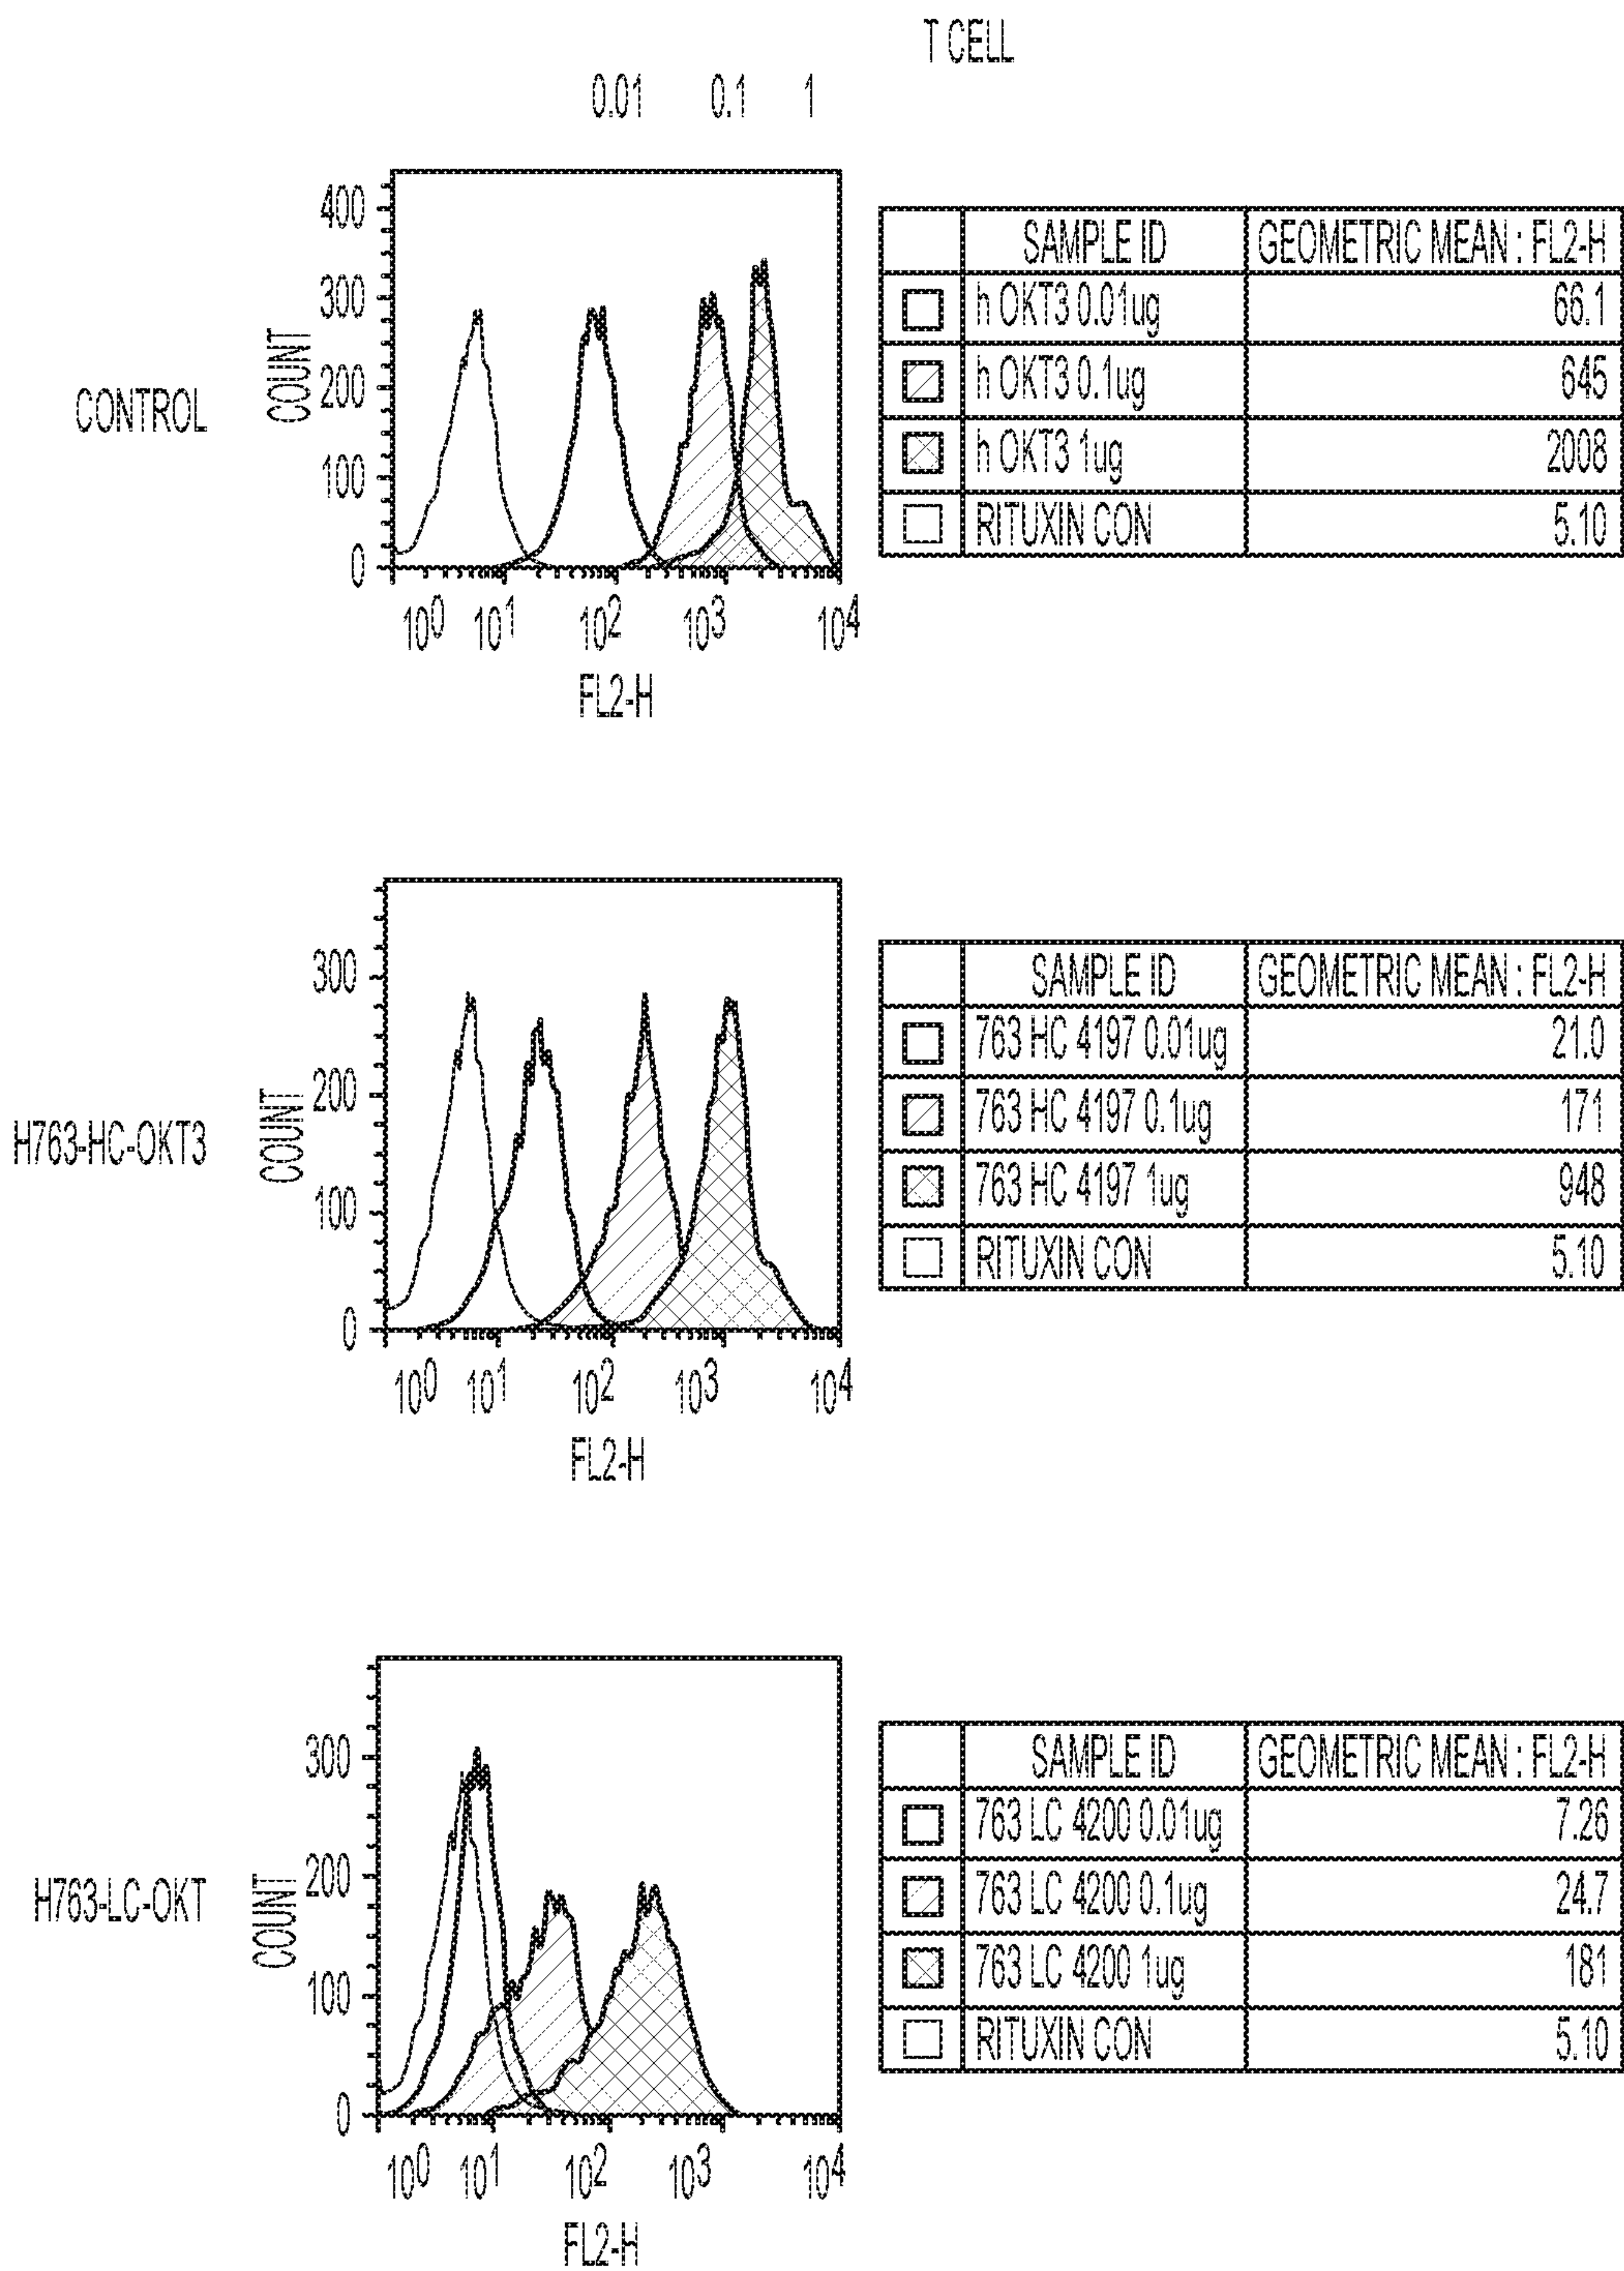 T CELL
0.01 0.1 1
CONTROL
COUNT
400
300
200
100
0
10^0 10^1 10^2 10^3 10^4
FL2-H
SAMPLE ID GEOMETRIC MEAN : FL2-H
h OKT3 0.01ug 66.1
h OKT3 0.1ug 645
h OKT3 1ug 2008
RITUXIN CON 5.10
H763-HC-OKT3
COUNT
300
200
100
0
10^0 10^1 10^2 10^3 10^4
FL2-H
SAMPLE ID GEOMETRIC MEAN : FL2-H
763 HC 4197 0.01ug 21.0
763 HC 4197 0.1ug 171
763 HC 4197 1ug 948
RITUXIN CON 5.10
H763-LC-OKT
COUNT
300
200
100
0
10^0 10^1 10^2 10^3 10^4
FL2-H
SAMPLE ID GEOMETRIC MEAN : FL2-H
763 LC 4200 0.01ug 7.26
763 LC 4200 0.1ug 24.7
763 LC 4200 1ug 181
RITUXIN CON 5.10